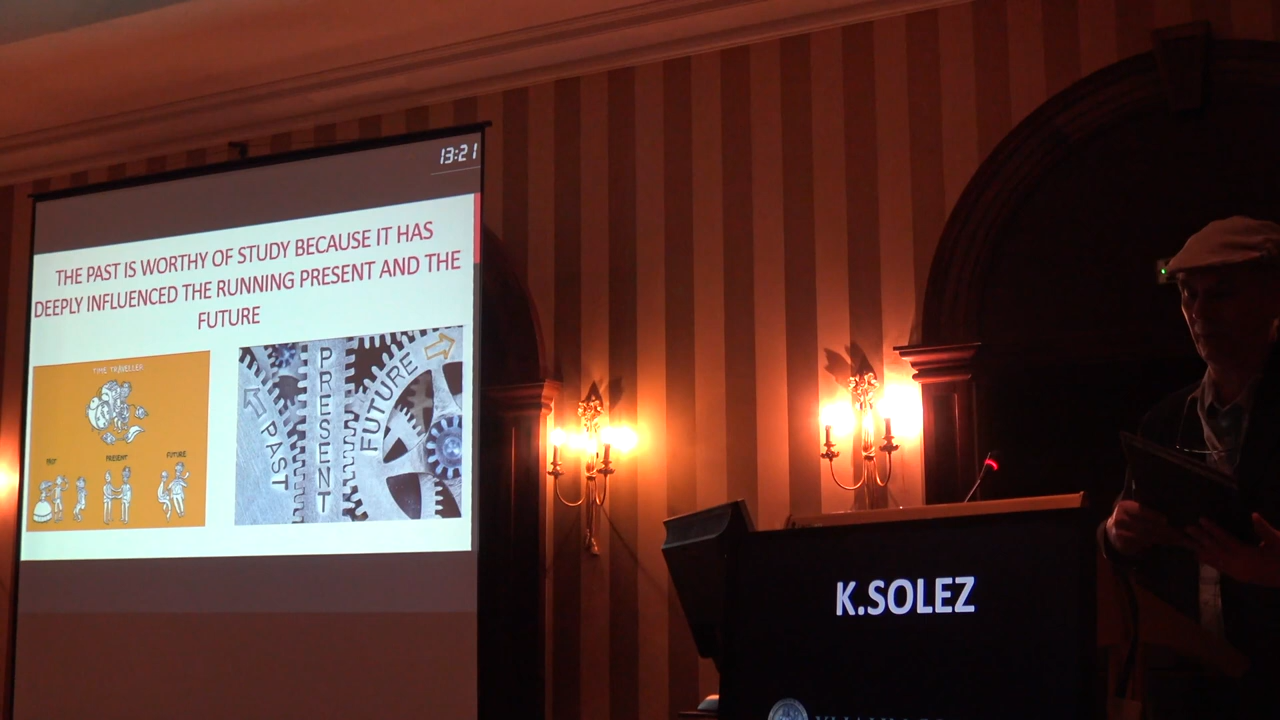 13:21
THE PAST IS WORTHY OF STUDY BECAUSE IT HAS
DEEPLY INFLUENCED THE RUNNING PRESENT AND THE
FUTURE
TIME TRAVELLER
PAST
PRESENT
FUTURE
PAST
PRESENT
FUTURE
K.SOLEZ